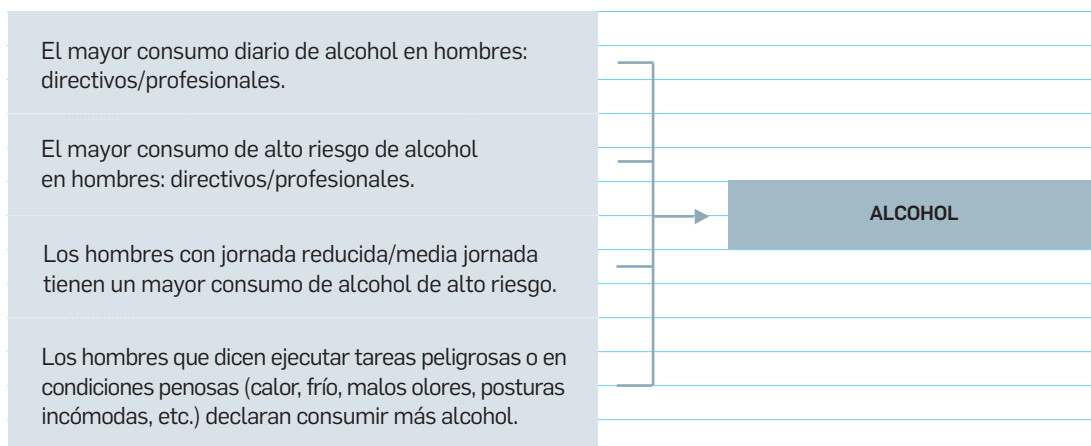 El mayor consumo diario de alcohol en hombres:
directivos/profesionales.
El mayor consumo de alto riesgo de alcohol
en hombres: directivos/profesionales.
Los hombres con jornada reducida/media jornada
tienen un mayor consumo de alcohol de alto riesgo.
Los hombres que dicen ejecutar tareas peligrosas o en
condiciones penosas (calor, frío, malos olores, posturas
incómodas, etc.) declaran consumir más alcohol.
ALCOHOL